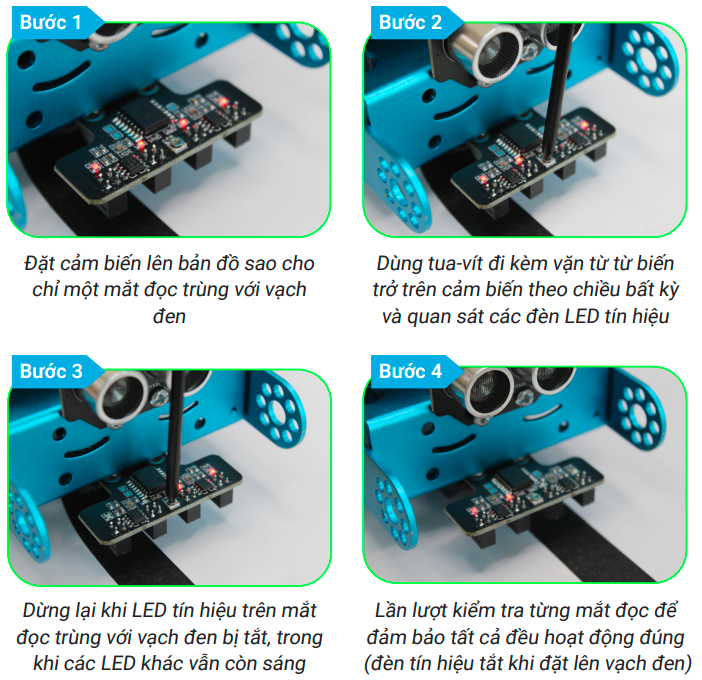 Bước 1
Bước 2
Đặt cảm biến lên bản đồ sao cho
chỉ một mắt đọc trùng với vạch
đen
Dùng tua-vít đi kèm vặn từ từ biến
trở trên cảm biến theo chiều bất kỳ
và quan sát các đèn LED tín hiệu
Bước 3
Bước 4
Dừng lại khi LED tín hiệu trên mắt
đọc trùng với vạch đen bị tắt, trong
khi các LED khác vẫn còn sáng
Lần lượt kiểm tra từng mắt đọc để
đảm bảo tất cả đều hoạt động đúng
(đèn tín hiệu tắt khi đặt lên vạch đen)